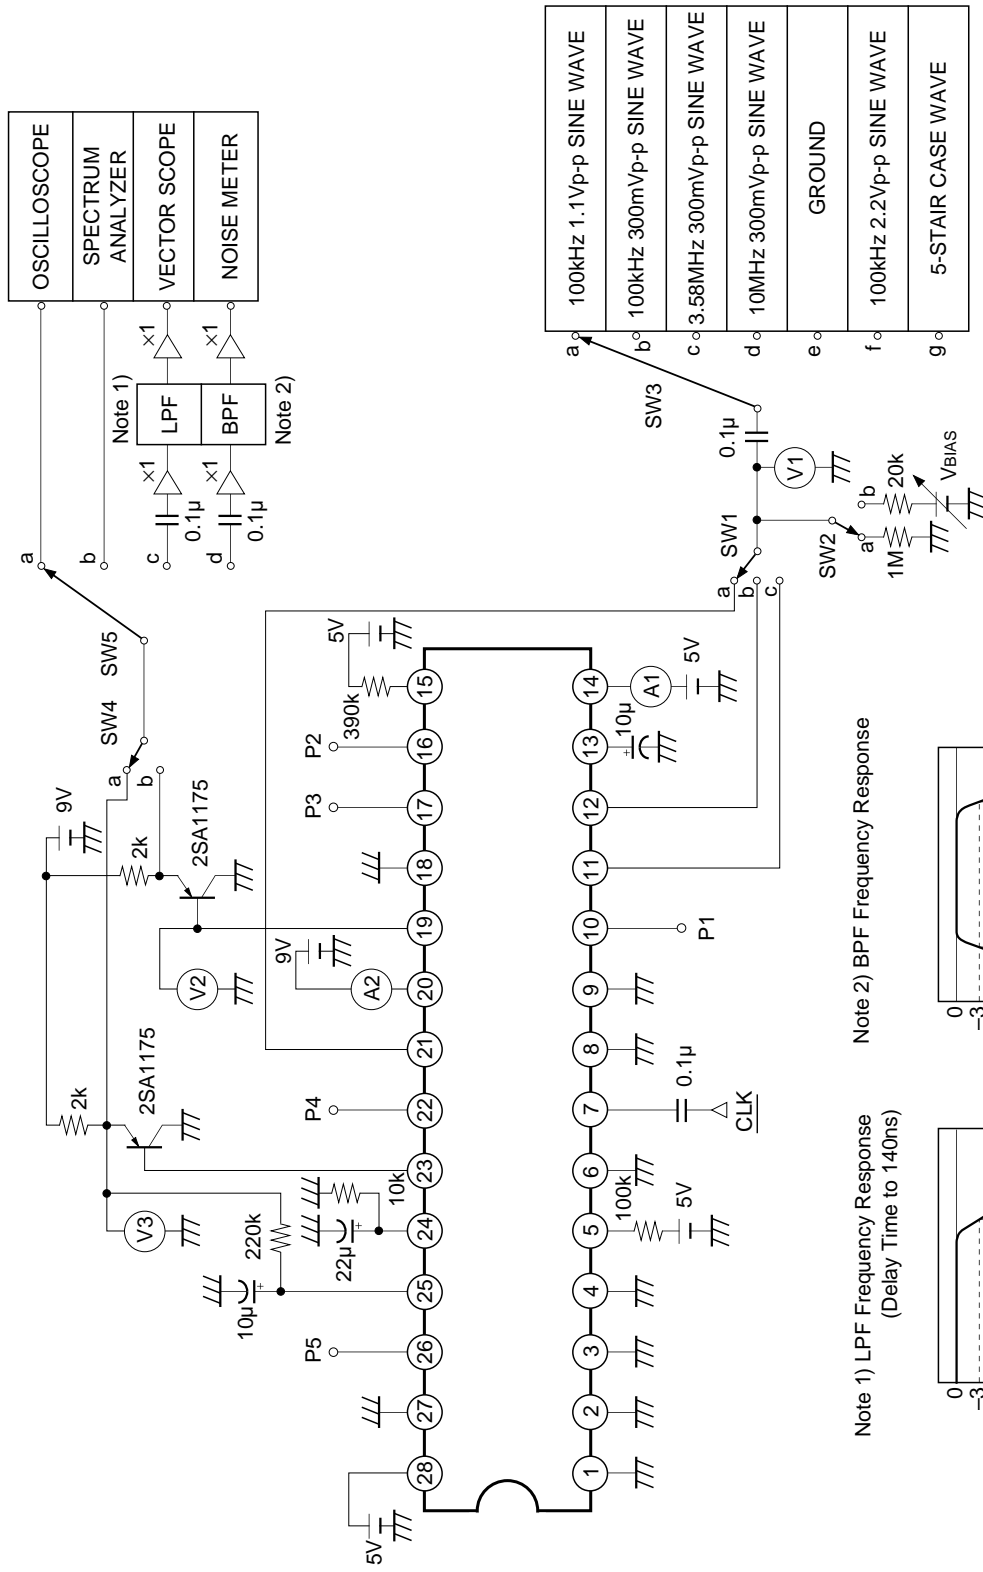 OSCILLOSCOPE
SPECTRUM
ANALYZER
VECTOR SCOPE
NOISE METER
a
b
c
d
SW5
SW4
a
b
Note 1)
LPF
BPF
Note 2)
×1
×1
×1
×1
0.1µ
0.1µ
9V
2k
2SA1175
2k
2SA1175
V3
V2
220k
10µ
+
22µ
+
10k
9V
A2
5V
390k
P5
P4
P3
P2
5V
28
27
26
25
24
23
22
21
20
19
18
17
16
15
1
2
3
4
5
6
7
8
9
10
11
12
13
14
100k
5V
0.1µ
CLK
P1
10µ
+
A1
5V
SW1
a
b
c
SW2
a
b
1M
20k
VBIAS
V1
0.1µ
SW3
a
b
c
d
e
f
g
100kHz 1.1Vp-p SINE WAVE
100kHz 300mVp-p SINE WAVE
3.58MHz 300mVp-p SINE WAVE
10MHz 300mVp-p SINE WAVE
GROUND
100kHz 2.2Vp-p SINE WAVE
5-STAIR CASE WAVE
Note 1) LPF Frequency Response
(Delay Time to 140ns)
0
–3
Note 2) BPF Frequency Response
0
–3